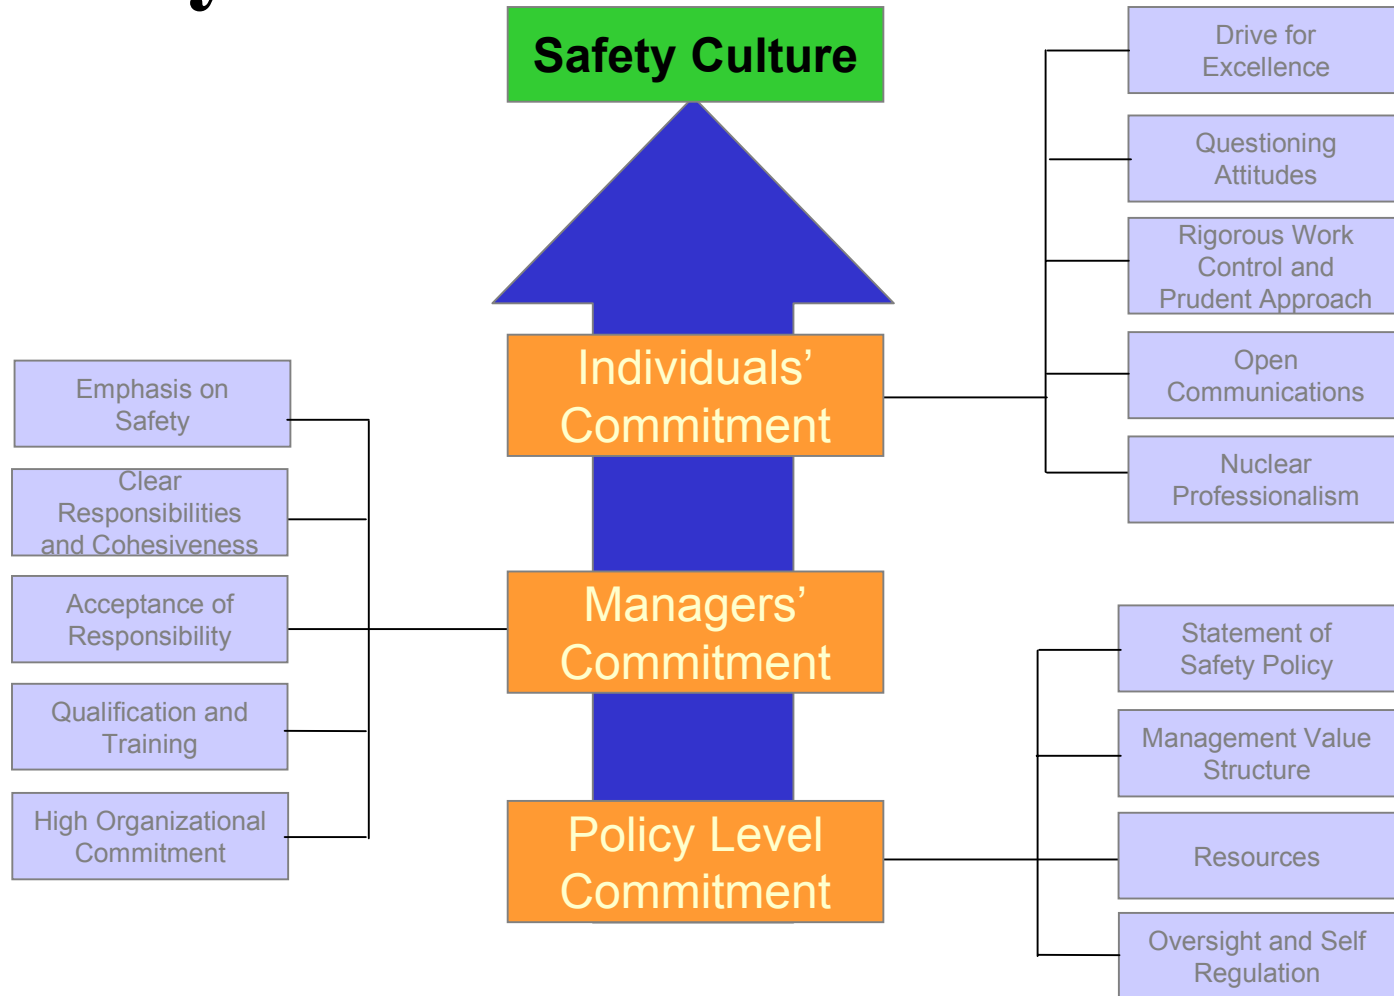 Safety Culture
Drive for
Excellence
Questioning
Attitudes
Rigorous Work
Control and
Prudent Approach
Open
Communications
Nuclear
Professionalism
Individuals’
Commitment
Emphasis on
Safety
Clear
Responsibilities
and Cohesiveness
Acceptance of
Responsibility
Qualification and
Training
High Organizational
Commitment
Managers’
Commitment
Policy Level
Commitment
Statement of
Safety Policy
Management Value
Structure
Resources
Oversight and Self
Regulation